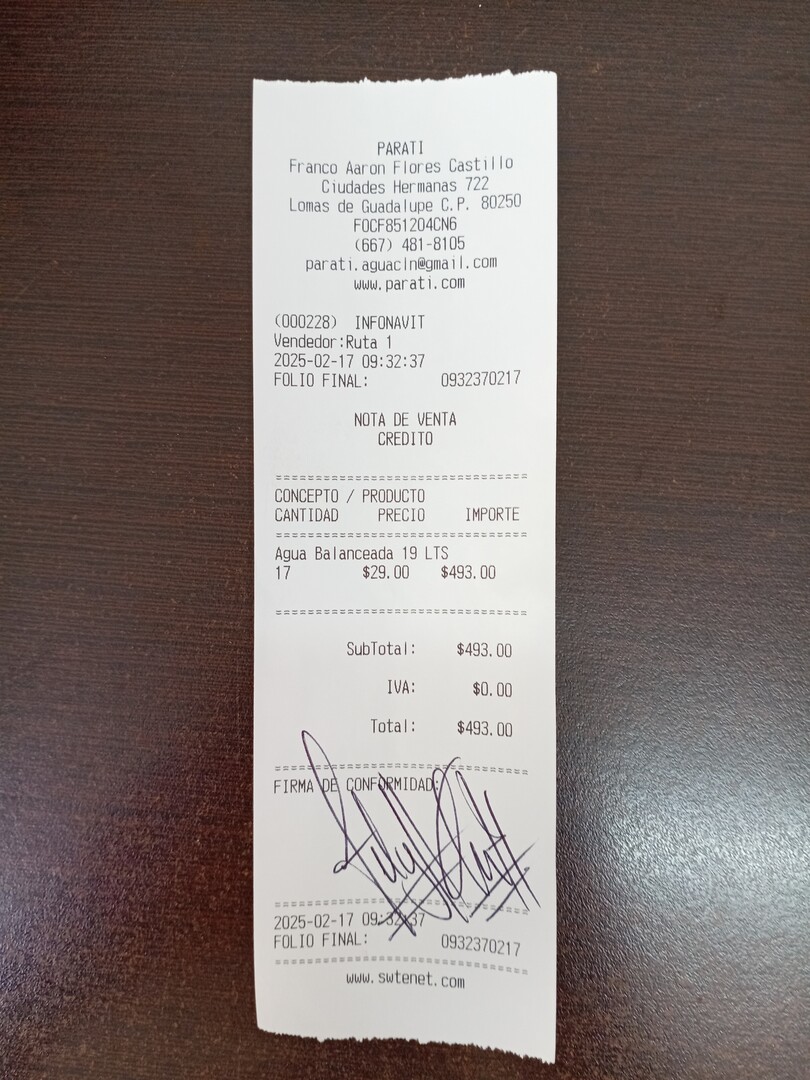 PARATI
Franco Aaron Flores Castillo
Ciudades Hermanas 722
Lomas de Guadalupe C.P. 80250
FOCF851204CN6
(667) 481-8105
parati.aguacln@gmail.com
www.parati.com
(000228) INFONAVIT
Vendedor:Ruta 1
2025-02-17 09:32:37
FOLIO FINAL: 0932370217
NOTA DE VENTA
CREDITO
CONCEPTO / PRODUCTO
CANTIDAD PRECIO IMPORTE
Agua Balanceada 19 LTS
17 $29.00 $493.00
SubTotal: $493.00
IVA: $0.00
Total: $493.00
FIRMA DE CONFORMIDAD:
2025-02-17 09:32:37
FOLIO FINAL: 0932370217
www.swtenet.com